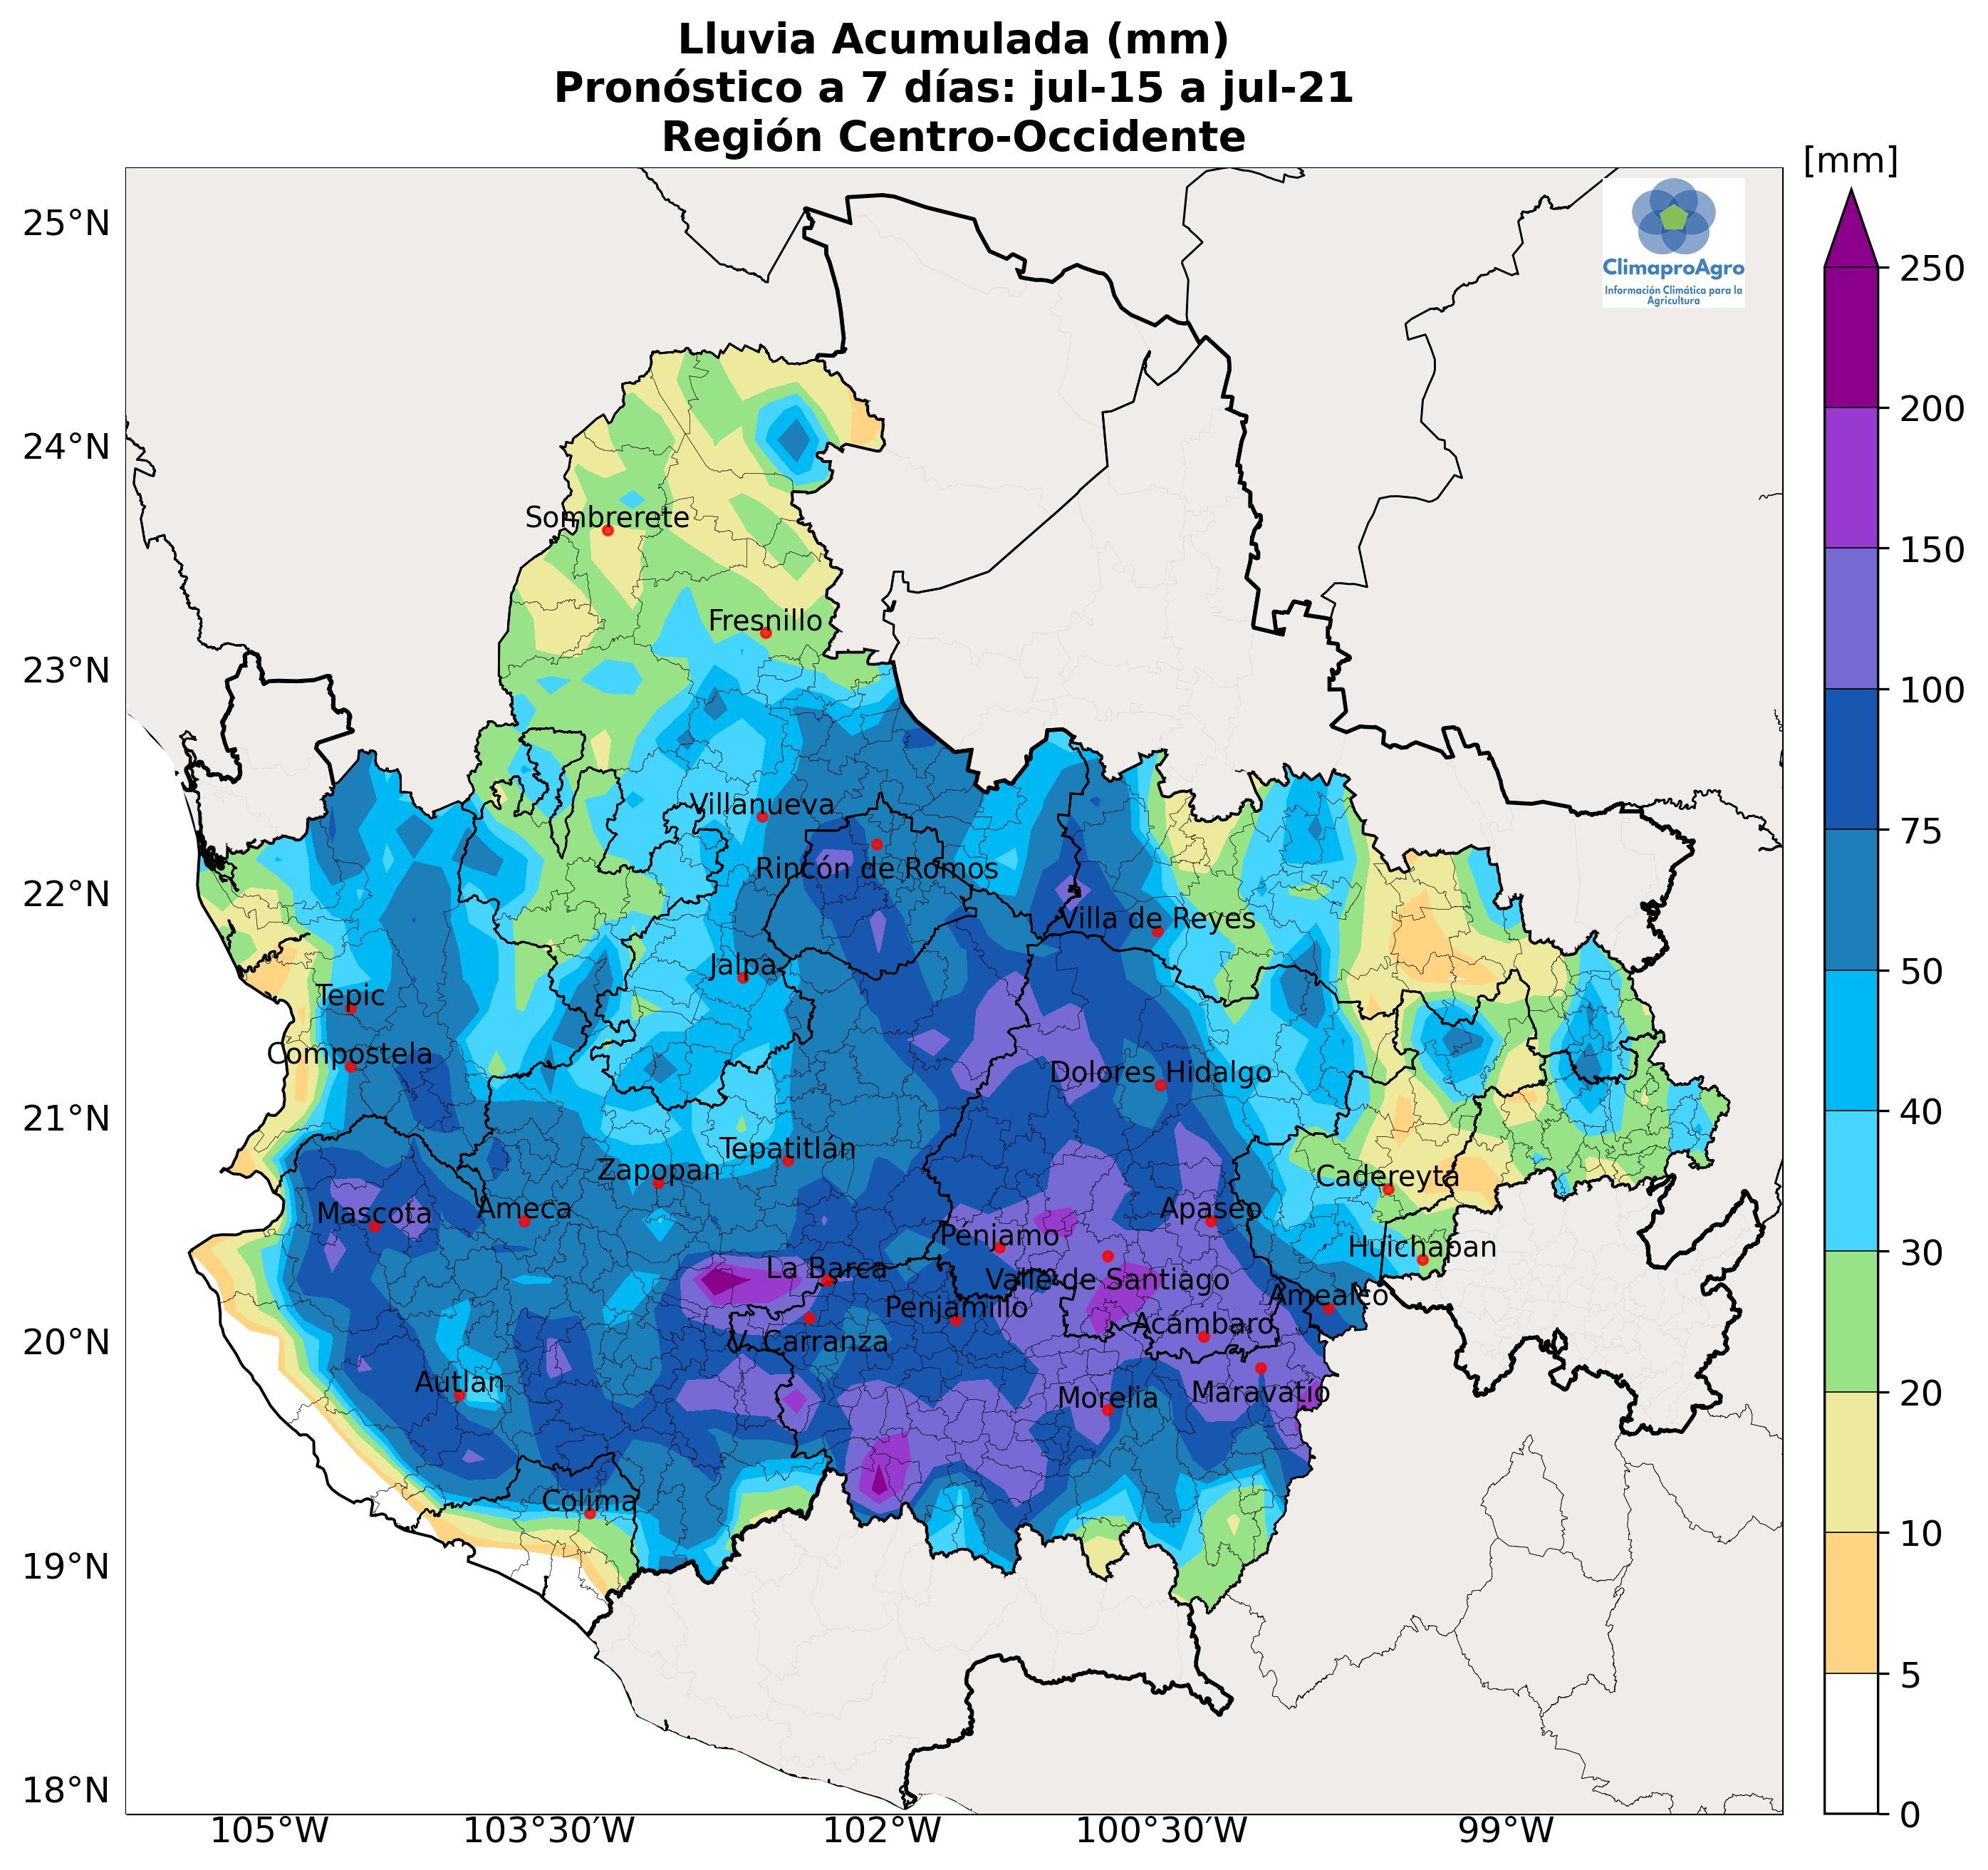 Lluvia Acumulada (mm)
Pronóstico a 7 días: jul-15 a jul-21
Región Centro-Occidente
[mm]
ClimaproAgro
Información Climática para la
Agricultura
25°N
24°N
23°N
22°N
21°N
20°N
19°N
18°N
250
200
150
100
75
50
40
30
20
10
5
0
Sombrerete
Fresnillo
Villanueva
Rincón de Romos
Villa de Reyes
Jalpa
Tepic
Compostela
Dolores Hidalgo
Tepatitlán
Zapopan
Cadereyta
Ameca
Mascota
Apaseo
Penjamo
Huichapan
La Barca
Valle de Santiago
Amealco
Penjamillo
Acámbaro
V. Carranza
Autlan
Morelia
Maravatío
Colima
105°W
103°30'W
102°W
100°30'W
99°W